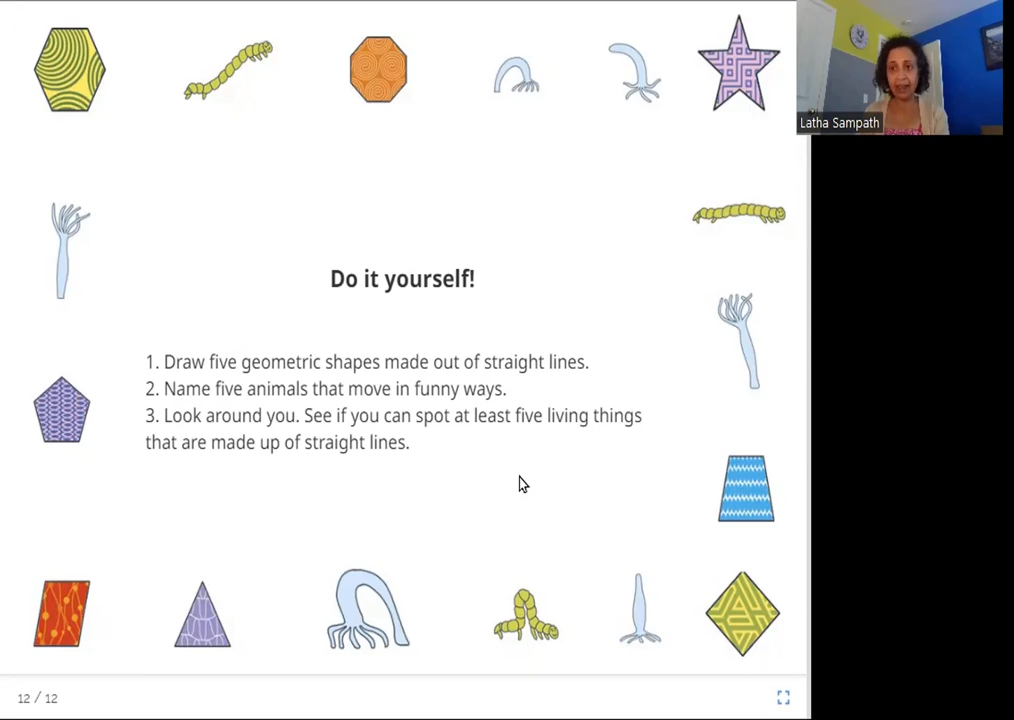 Latha Sampath
Do it yourself!
1. Draw five geometric shapes made out of straight lines.
2. Name five animals that move in funny ways.
3. Look around you. See if you can spot at least five living things
that are made up of straight lines.
12 / 12